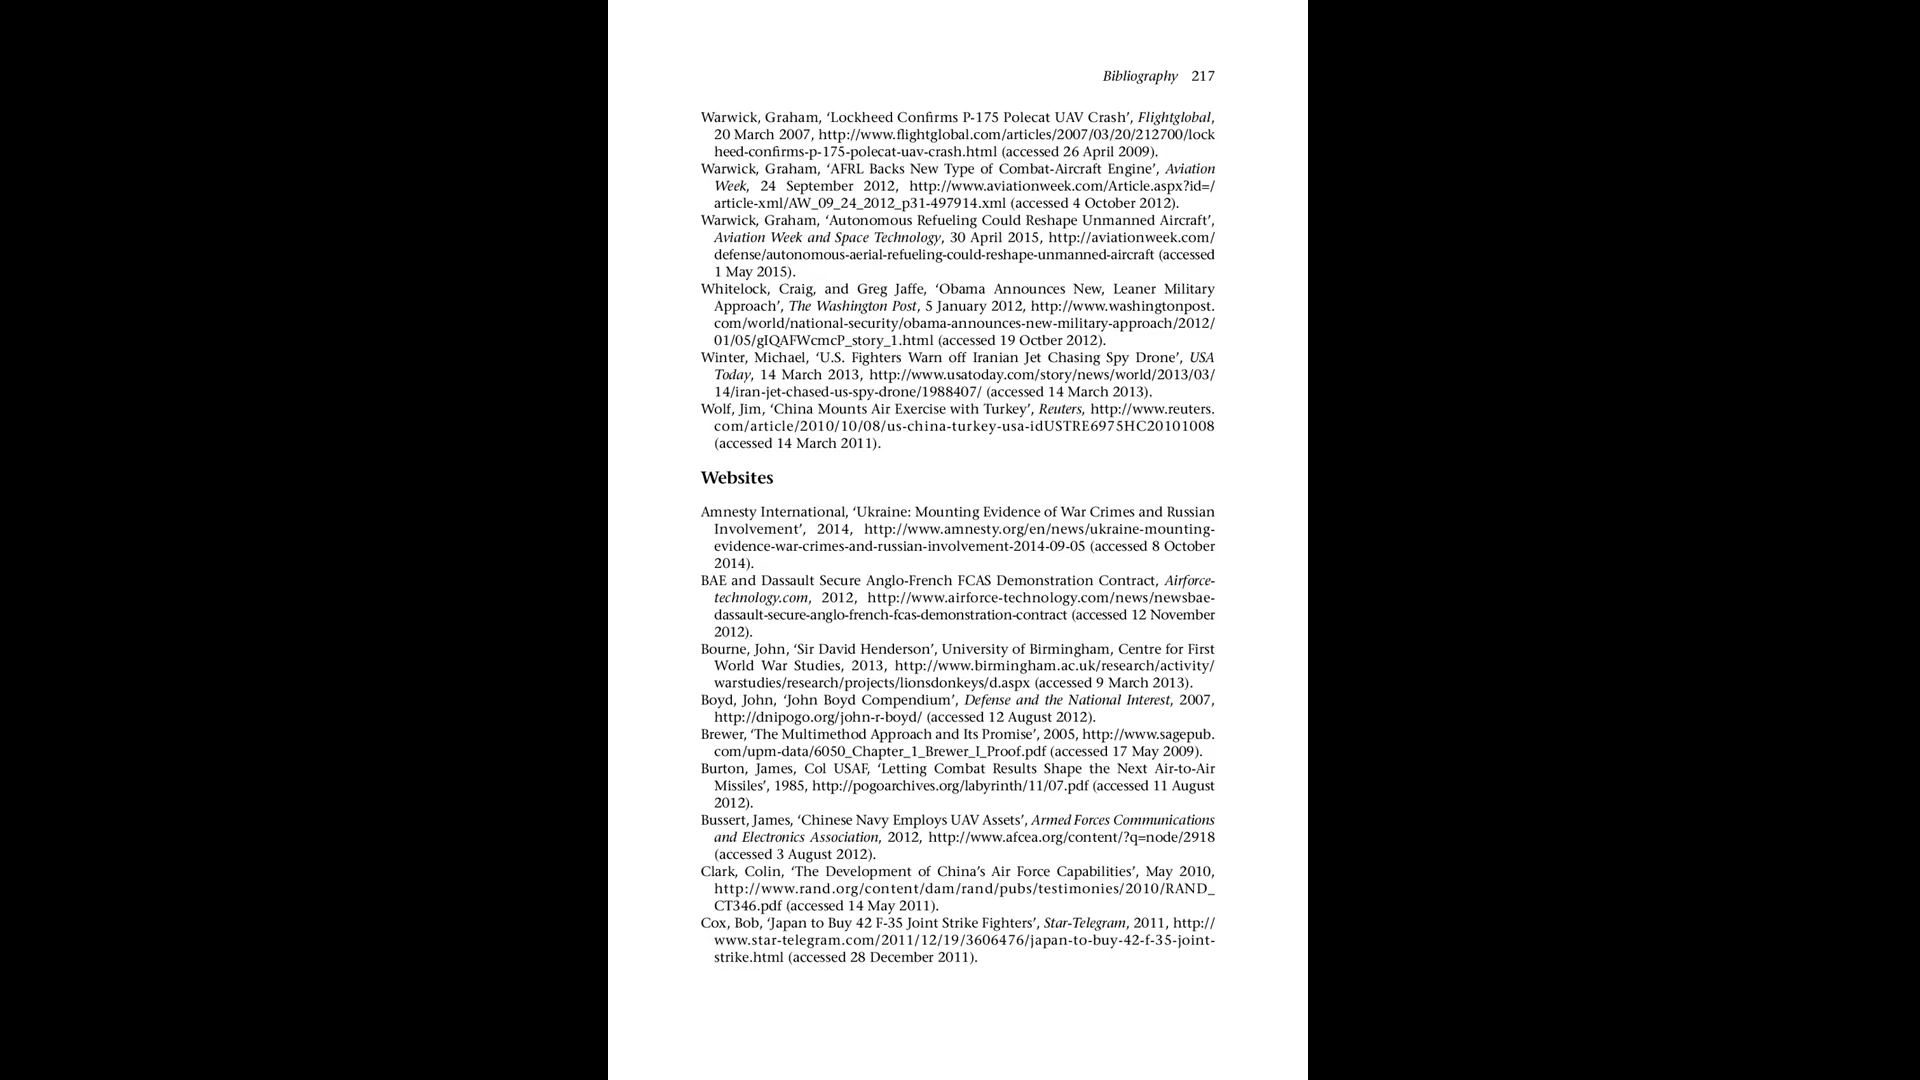 Bibliography 217
Warwick, Graham, ‘Lockheed Confirms P-175 Polecat UAV Crash’, Flightglobal,
20 March 2007, http://www.flightglobal.com/articles/2007/03/20/212700/lock
heed-confirms-p-175-polecat-uav-crash.html (accessed 26 April 2009).
Warwick, Graham, ‘AFRL Backs New Type of Combat-Aircraft Engine’, Aviation
Week, 24 September 2012, http://www.aviationweek.com/Article.aspx?id=/
article-xml/AW_09_24_2012_p31-497914.xml (accessed 4 October 2012).
Warwick, Graham, ‘Autonomous Refueling Could Reshape Unmanned Aircraft’,
Aviation Week and Space Technology, 30 April 2015, http://aviationweek.com/
defense/autonomous-aerial-refueling-could-reshape-unmanned-aircraft (accessed
1 May 2015).
Whitelock, Craig, and Greg Jaffe, ‘Obama Announces New, Leaner Military
Approach’, The Washington Post, 5 January 2012, http://www.washingtonpost.
com/world/national-security/obama-announces-new-military-approach/2012/
01/05/gIQAFWcmcP_story_1.html (accessed 19 Octber 2012).
Winter, Michael, ‘U.S. Fighters Warn off Iranian Jet Chasing Spy Drone’, USA
Today, 14 March 2013, http://www.usatoday.com/story/news/world/2013/03/
14/iran-jet-chased-us-spy-drone/1988407/ (accessed 14 March 2013).
Wolf, Jim, ‘China Mounts Air Exercise with Turkey’, Reuters, http://www.reuters.
com/article/2010/10/08/us-china-turkey-usa-idUSTRE6975HC20101008
(accessed 14 March 2011).
Websites
Amnesty International, ‘Ukraine: Mounting Evidence of War Crimes and Russian
Involvement’, 2014, http://www.amnesty.org/en/news/ukraine-mounting-
evidence-war-crimes-and-russian-involvement-2014-09-05 (accessed 8 October
2014).
BAE and Dassault Secure Anglo-French FCAS Demonstration Contract, Airforce-
technology.com, 2012, http://www.airforce-technology.com/news/newsbae-
dassault-secure-anglo-french-fcas-demonstration-contract (accessed 12 November
2012).
Bourne, John, ‘Sir David Henderson’, University of Birmingham, Centre for First
World War Studies, 2013, http://www.birmingham.ac.uk/research/activity/
warstudies/research/projects/lionsdonkeys/d.aspx (accessed 9 March 2013).
Boyd, John, ‘John Boyd Compendium’, Defense and the National Interest, 2007,
http://dnipogo.org/john-r-boyd/ (accessed 12 August 2012).
Brewer, ‘The Multimethod Approach and Its Promise’, 2005, http://www.sagepub.
com/upm-data/6050_Chapter_1_Brewer_I_Proof.pdf (accessed 17 May 2009).
Burton, James, Col USAF, ‘Letting Combat Results Shape the Next Air-to-Air
Missiles’, 1985, http://pogoarchives.org/labyrinth/11/07.pdf (accessed 11 August
2012).
Bussert, James, ‘Chinese Navy Employs UAV Assets’, Armed Forces Communications
and Electronics Association, 2012, http://www.afcea.org/content/?q=node/2918
(accessed 3 August 2012).
Clark, Colin, ‘The Development of China’s Air Force Capabilities’, May 2010,
http://www.rand.org/content/dam/rand/pubs/testimonies/2010/RAND_
CT346.pdf (accessed 14 May 2011).
Cox, Bob, ‘Japan to Buy 42 F-35 Joint Strike Fighters’, Star-Telegram, 2011, http://
www.star-telegram.com/2011/12/19/3606476/japan-to-buy-42-f-35-joint-
strike.html (accessed 28 December 2011).